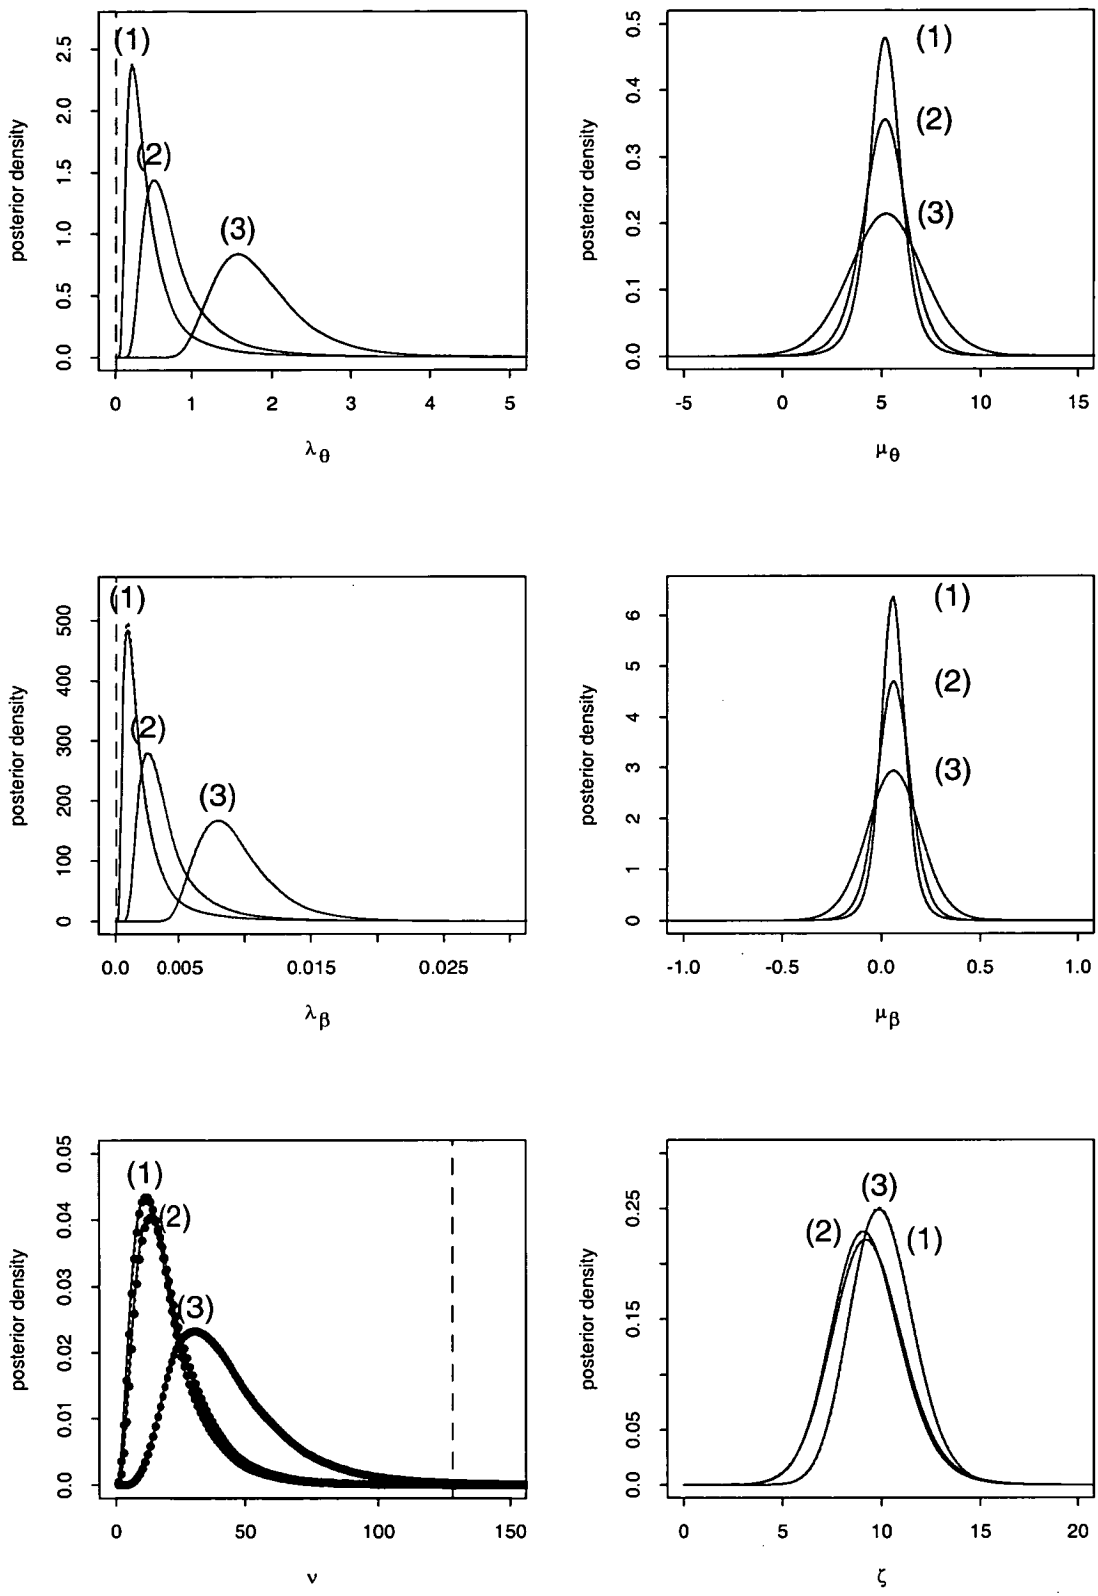 posterior density
2.5
2.0
1.5
1.0
0.5
0.0
(1)
(2)
(3)
0 1 2 3 4 5
λθ
posterior density
0.5
0.4
0.3
0.2
0.1
0.0
(1)
(2)
(3)
-5 0 5 10 15
μθ
posterior density
500
400
300
200
100
0
(1)
(2)
(3)
0.0 0.005 0.015 0.025
λβ
posterior density
6
5
4
3
2
1
0
(1)
(2)
(3)
-1.0 -0.5 0.0 0.5 1.0
μβ
posterior density
0.05
0.04
0.03
0.02
0.01
0.0
(1)
(2)
(3)
0 50 100 150
ν
posterior density
0.25
0.15
0.05
0.0
(3)
(2) (1)
0 5 10 15 20
ζ